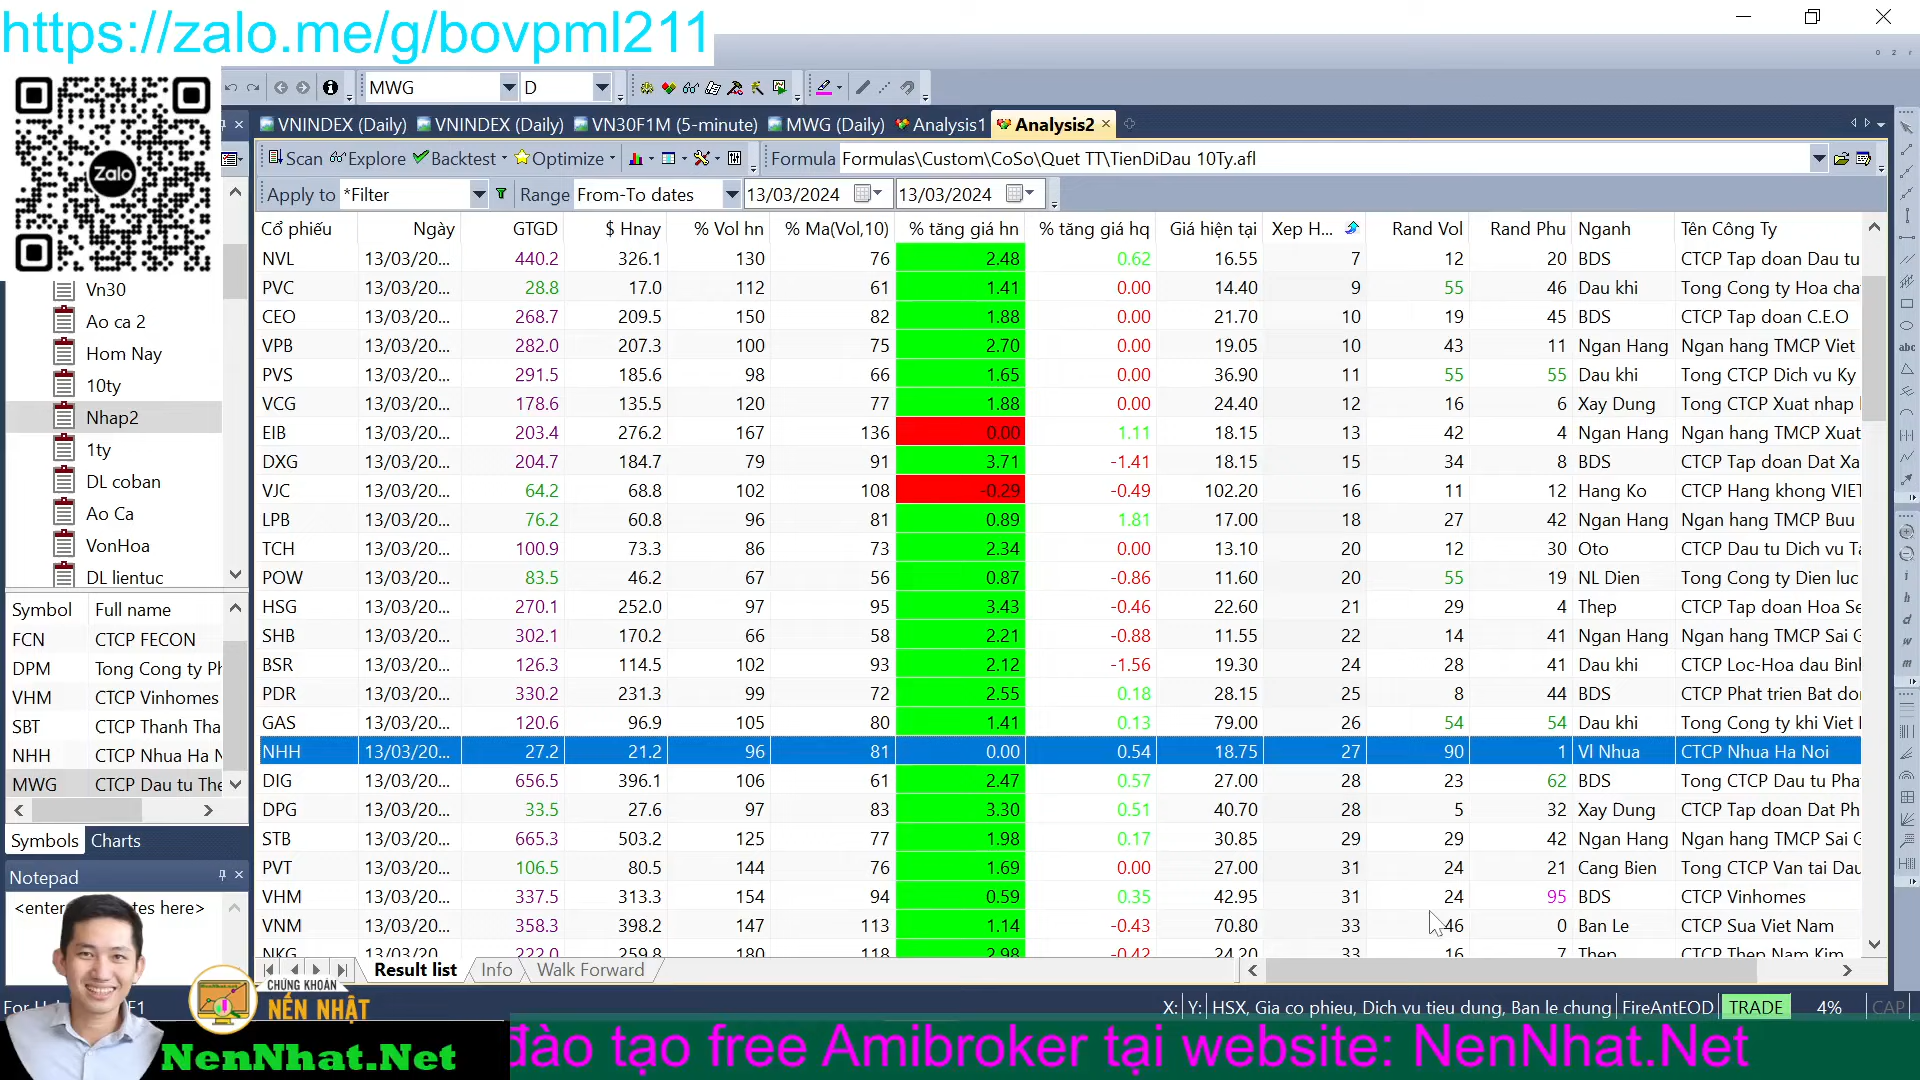 https://zalo.me/g/bovpml211
Zalo
MWG D
VNINDEX (Daily) VNINDEX (Daily) VN30F1M (5-minute) MWG (Daily) Analysis1 Analysis2
Scan Explore Backtest Optimize Formula Formulas\Custom\CoSo\Quet TT\TienDiDau 10Ty.afl
Apply to *Filter Range From-To dates 13/03/2024 13/03/2024
Cổ phiếu Ngày GTGD $ Hnay % Vol hn % Ma(Vol,10) % tăng giá hn % tăng giá hq Giá hiện tại Xep H... Rand Vol Rand Phu Nganh Tên Công Ty
NVL 13/03/20... 440.2 326.1 130 76 2.48 0.62 16.55 7 12 20 BDS CTCP Tap doan Dau tu
PVC 13/03/20... 28.8 17.0 112 61 1.41 0.00 14.40 9 55 46 Dau khi Tong Cong ty Hoa cha
CEO 13/03/20... 268.7 209.5 150 82 1.88 0.00 21.70 10 19 45 BDS CTCP Tap doan C.E.O
VPB 13/03/20... 282.0 207.3 100 75 2.70 0.00 19.05 10 43 11 Ngan Hang Ngan hang TMCP Viet
PVS 13/03/20... 291.5 185.6 98 66 1.65 0.00 36.90 11 55 55 Dau khi Tong CTCP Dich vu Ky
VCG 13/03/20... 178.6 135.5 120 77 1.88 0.00 24.40 12 16 6 Xay Dung Tong CTCP Xuat nhap
EIB 13/03/20... 203.4 276.2 167 136 0.00 1.11 18.15 13 42 4 Ngan Hang Ngan hang TMCP Xuat
DXG 13/03/20... 204.7 184.7 79 91 3.71 -1.41 18.15 15 34 8 BDS CTCP Tap doan Dat Xa
VJC 13/03/20... 64.2 68.8 102 108 -0.29 -0.49 102.20 16 11 12 Hang Ko CTCP Hang khong VIET
LPB 13/03/20... 76.2 60.8 96 81 0.89 1.81 17.00 18 27 42 Ngan Hang Ngan hang TMCP Buu
TCH 13/03/20... 100.9 73.3 86 73 2.34 0.00 13.10 20 12 30 Oto CTCP Dau tu Dich vu Ta
POW 13/03/20... 83.5 46.2 67 56 0.87 -0.86 11.60 20 55 19 NL Dien Tong Cong ty Dien luc
HSG 13/03/20... 270.1 252.0 97 95 3.43 -0.46 22.60 21 29 4 Thep CTCP Tap doan Hoa Se
SHB 13/03/20... 302.1 170.2 66 58 2.21 -0.88 11.55 22 14 41 Ngan Hang Ngan hang TMCP Sai G
BSR 13/03/20... 126.3 114.5 102 93 2.12 -1.56 19.30 24 28 41 Dau khi CTCP Loc-Hoa dau Binh
PDR 13/03/20... 330.2 231.3 99 72 2.55 0.18 28.15 25 8 44 BDS CTCP Phat trien Bat do
GAS 13/03/20... 120.6 96.9 105 80 1.41 0.13 79.00 26 54 54 Dau khi Tong Cong ty khi Viet
NHH 13/03/20... 27.2 21.2 96 81 0.00 0.54 18.75 27 90 1 Vl Nhua CTCP Nhua Ha Noi
DIG 13/03/20... 656.5 396.1 106 61 2.47 0.57 27.00 28 23 62 BDS Tong CTCP Dau tu Pha
DPG 13/03/20... 33.5 27.6 97 83 3.30 0.51 40.70 28 5 32 Xay Dung CTCP Tap doan Dat Ph
STB 13/03/20... 665.3 503.2 125 77 1.98 0.17 30.85 29 29 42 Ngan Hang Ngan hang TMCP Sai G
PVT 13/03/20... 106.5 80.5 144 76 1.69 0.00 27.00 31 24 21 Cang Bien Tong CTCP Van tai Dau
VHM 13/03/20... 337.5 313.3 154 94 0.59 0.35 42.95 31 24 95 BDS CTCP Vinhomes
VNM 13/03/20... 358.3 398.2 147 113 1.14 -0.43 70.80 33 46 0 Ban Le CTCP Sua Viet Nam
NKG 13/03/20... 222.0 259.8 180 118 2.98 -0.42 24.20 33 16 7 Thep CTCP Thep Nam Kim
Vn30
Ao ca 2
Hom Nay
10ty
Nhap2
1ty
DL coban
Ao Ca
VonHoa
DL lientuc
Symbol Full name
FCN CTCP FECON
DPM Tong Cong ty Ph
VHM CTCP Vinhomes
SBT CTCP Thanh Tha
NHH CTCP Nhua Ha N
MWG CTCP Dau tu The
Symbols Charts
Notepad
<enter tes here>
Result list Info Walk Forward
For H F1
X: Y: HSX, Gia co phieu, Dich vu tieu dung, Ban le chung FireAntEOD TRADE 4% CAP
abc
CHỨNG KHOÁN
NẾN NHẬT
NenNhat.Net
đào tạo free Amibroker tại website: NenNhat.Net